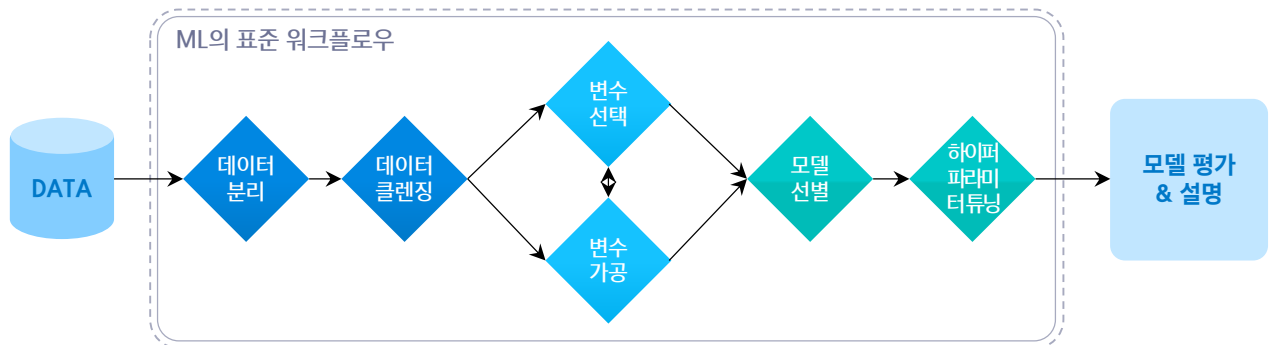 ML의 표준 워크플로우
DATA
데이터
분리
데이터
클렌징
변수
선택
변수
가공
모델
선별
하이퍼
파라미
터튜닝
모델 평가
& 설명